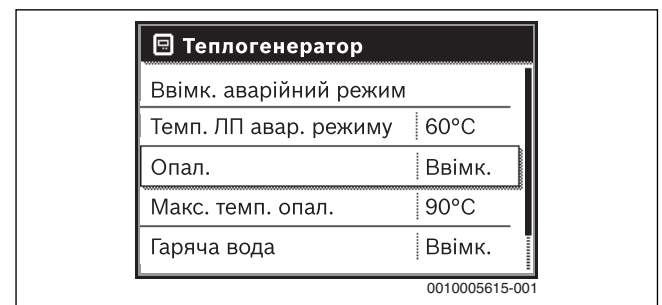 Теплогенератор
Ввімк. аварійний режим
Темп. ЛП авар. режиму 60°C
Опал. Ввімк.
Макс. темп. опал. 90°C
Гаряча вода Ввімк.
0010005615-001